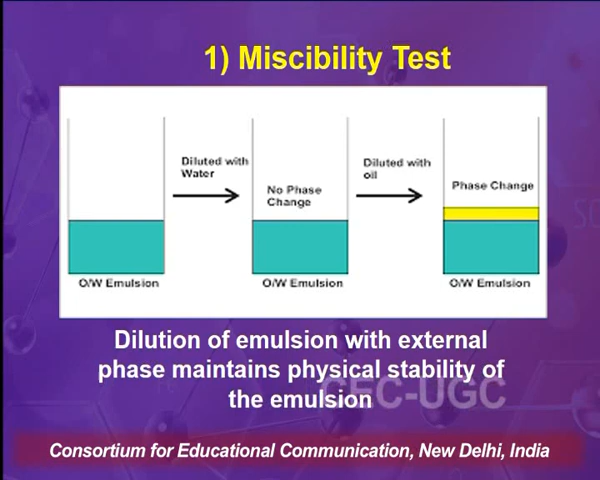 1) Miscibility Test
Diluted with
Water
No Phase
Change
Diluted with
oil
Phase Change
O/W Emulsion
O/W Emulsion
O/W Emulsion
Dilution of emulsion with external
phase maintains physical stability of
the emulsion
CEC-UGC
Consortium for Educational Communication, New Delhi, India